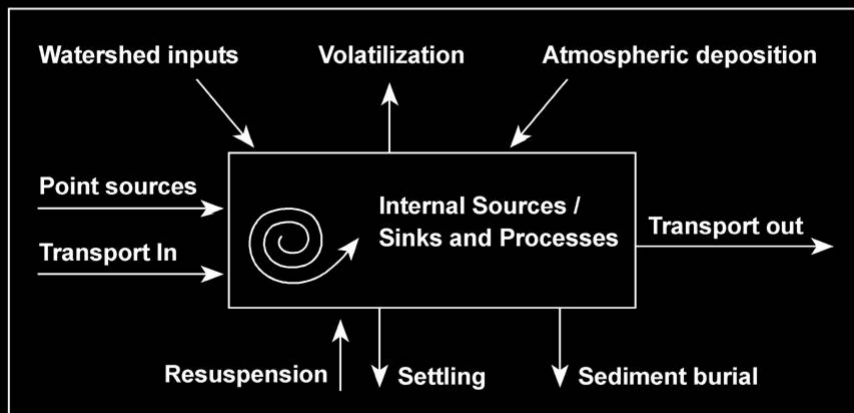 Watershed inputs
Volatilization
Atmospheric deposition
Point sources
Transport In
Internal Sources /
Sinks and Processes
Transport out
Resuspension
Settling
Sediment burial